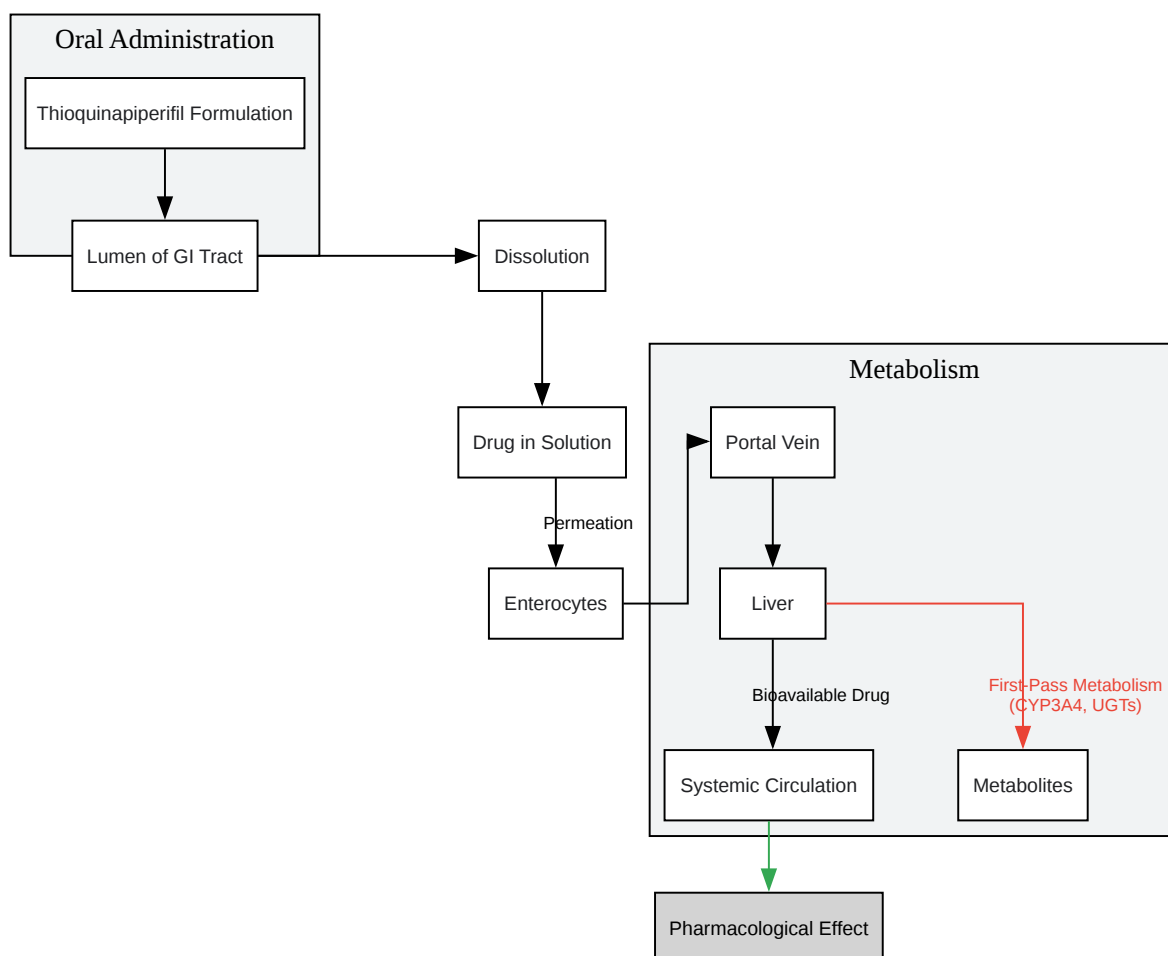 Oral Administration
Thioquinapiperifil Formulation
Lumen of GI Tract
Dissolution
Metabolism
Drug in Solution
Portal Vein
Permeation
Enterocytes
Liver
Bioavailable Drug
First-Pass Metabolism
(CYP3A4, UGTs)
Systemic Circulation
Metabolites
Pharmacological Effect